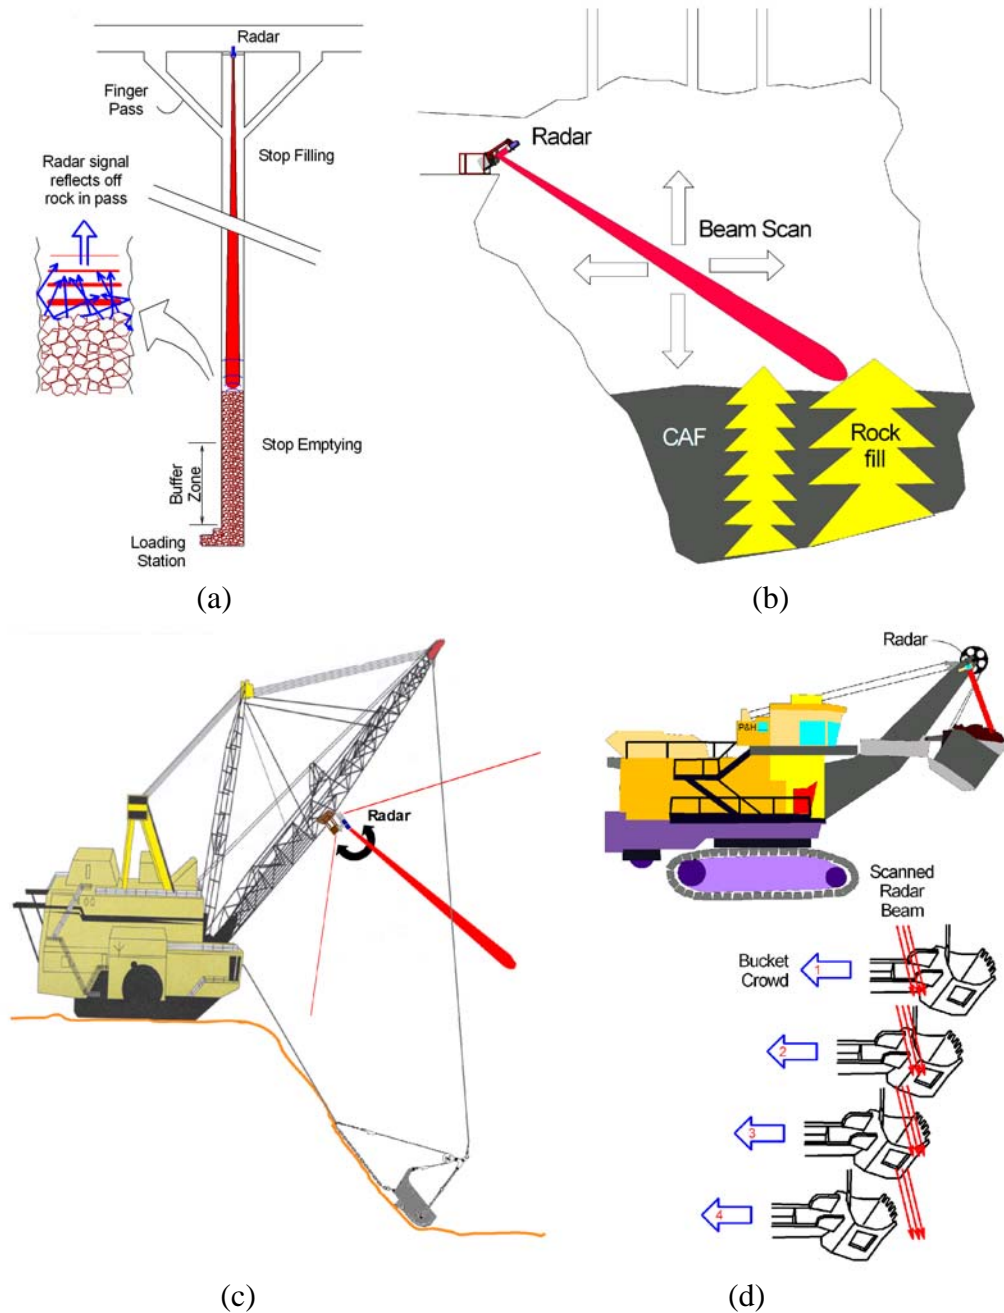 Radar
Finger
Pass
Stop Filling
Radar signal
reflects off
rock in pass
Stop Emptying
Buffer
Zone
Loading
Station
(a)
Radar
Beam Scan
CAF
Rock
fill
(b)
Radar
(c)
Radar
P&H
Scanned
Radar
Beam
Bucket
Crowd
1
2
3
4
(d)